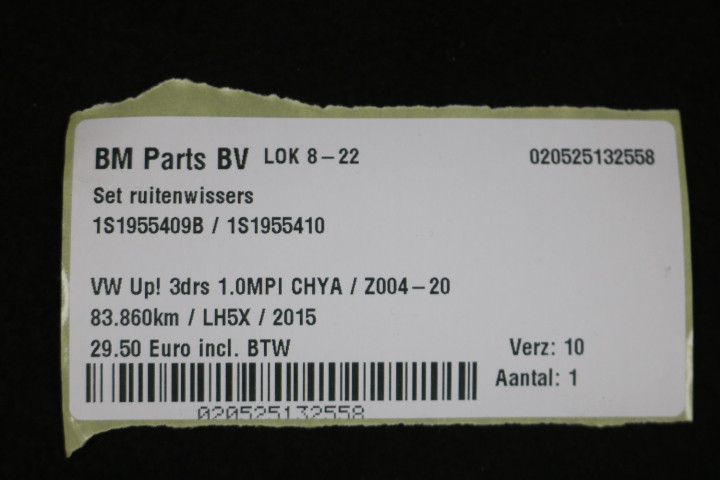 BM Parts BV LOK 8-22 020525132558
Set ruitenwissers
1S1955409B / 1S1955410
VW Up! 3drs 1.0MPI CHYA / Z004-20
83.860km / LH5X / 2015
29.50 Euro incl. BTW Verz: 10
Aantal: 1
020525132558